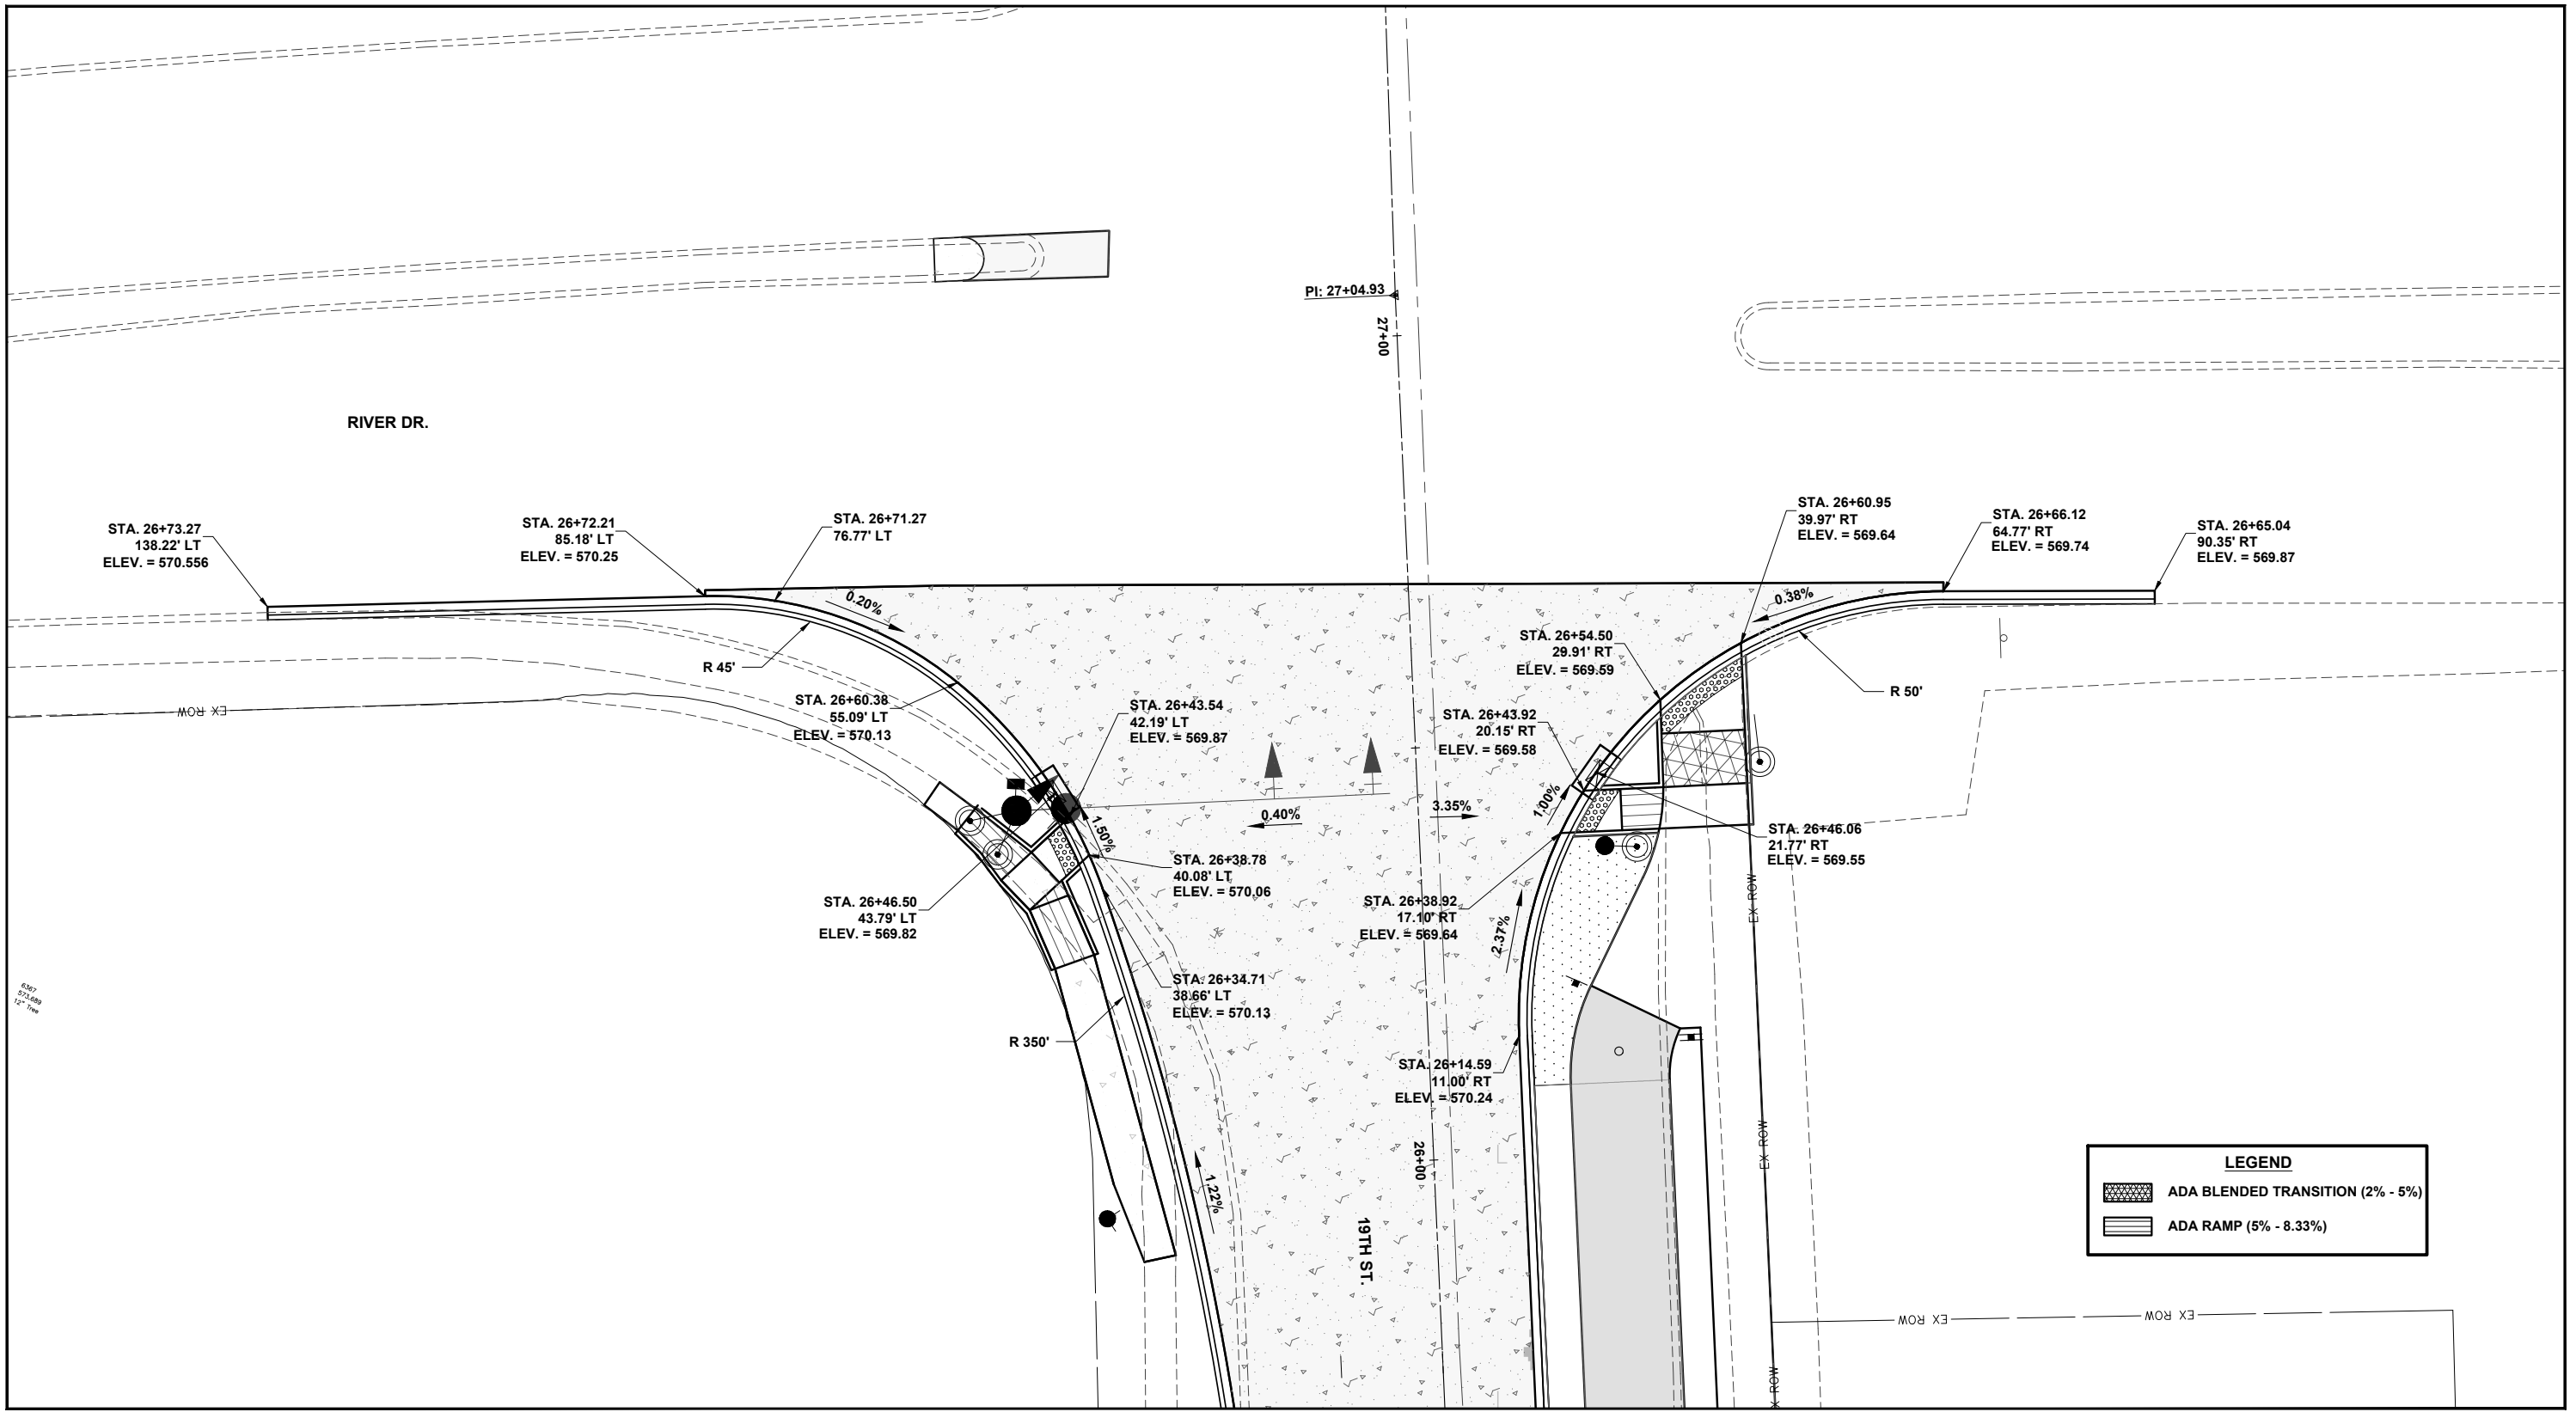 PI: 27+04.93
27+00
RIVER DR.
STA. 26+73.27
138.22' LT
ELEV. = 570.556
STA. 26+72.21
85.18' LT
ELEV. = 570.25
STA. 26+71.27
76.77' LT
STA. 26+60.95
39.97' RT
ELEV. = 569.64
STA. 26+66.12
64.77' RT
ELEV. = 569.74
STA. 26+65.04
90.35' RT
ELEV. = 569.87
0.20%
0.38%
R 45'
STA. 26+54.50
29.91' RT
ELEV. = 569.59
R 50'
EX ROW
STA. 26+60.38
55.09' LT
ELEV. = 570.13
STA. 26+43.54
42.19' LT
ELEV. = 569.87
STA. 26+43.92
20.15' RT
ELEV. = 569.58
1.00%
3.35%
0.40%
1.50%
STA. 26+46.06
21.77' RT
ELEV. = 569.55
STA. 26+38.78
40.08' LT
ELEV. = 570.06
STA. 26+46.50
43.79' LT
ELEV. = 569.82
STA. 26+38.92
17.10' RT
ELEV. = 569.64
EX ROW
2.37%
6367
573.689
12" Tree
STA. 26+34.71
38.66' LT
ELEV. = 570.13
R 350'
STA. 26+14.59
11.00' RT
ELEV. = 570.24
26+00
EX ROW
1.22%
19TH ST.
LEGEND
ADA BLENDED TRANSITION (2% - 5%)
ADA RAMP (5% - 8.33%)
EX ROW
EX ROW
X ROW